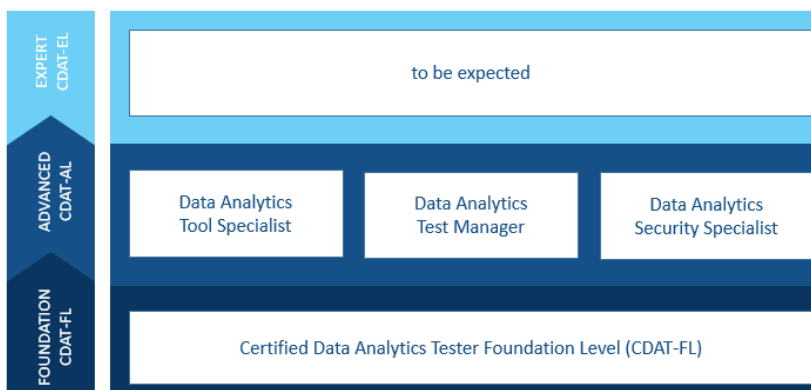 EXPERT
CDAT-EL
to be expected
ADVANCED
CDAT-AL
Data Analytics
Tool Specialist
Data Analytics
Test Manager
Data Analytics
Security Specialist
FOUNDATION
CDAT-FL
Certified Data Analytics Tester Foundation Level (CDAT-FL)